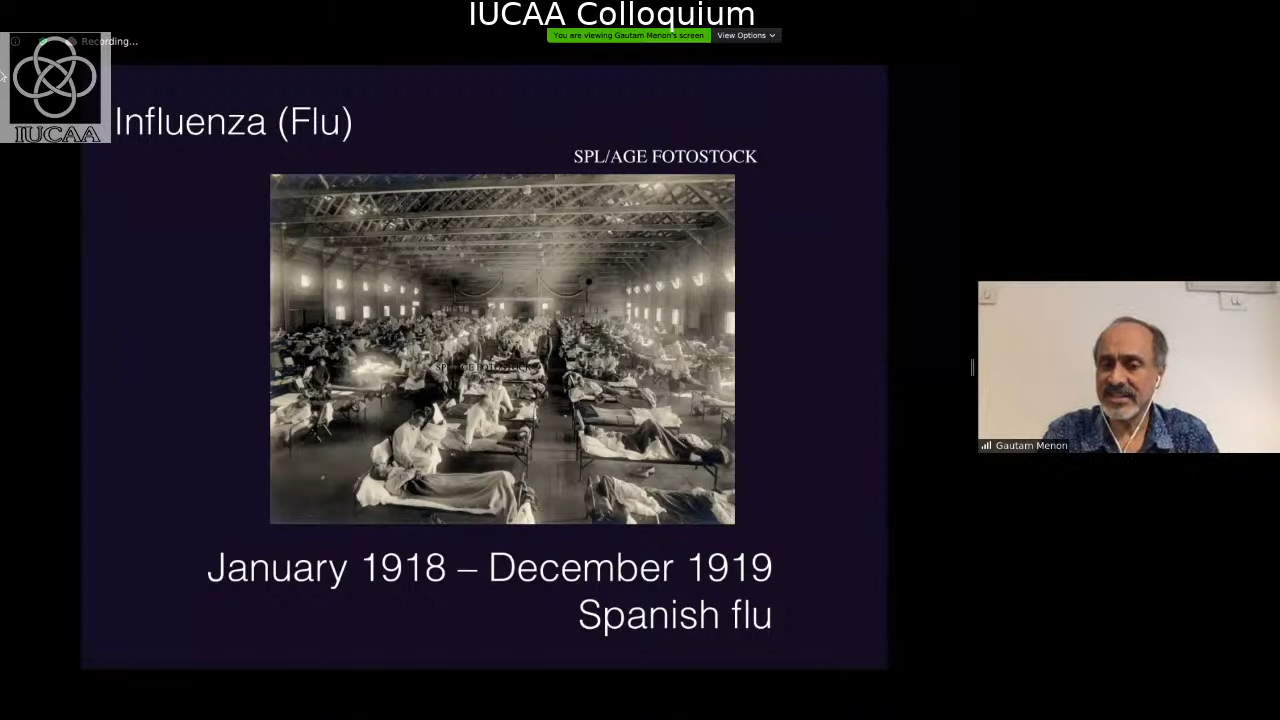 IUCAA Colloquium
You are viewing Gautam Menon's screen
View Options
Recording...
IUCAA
Influenza (Flu)
SPL/AGE FOTOSTOCK
January 1918 – December 1919
Spanish flu
Gautam Menon